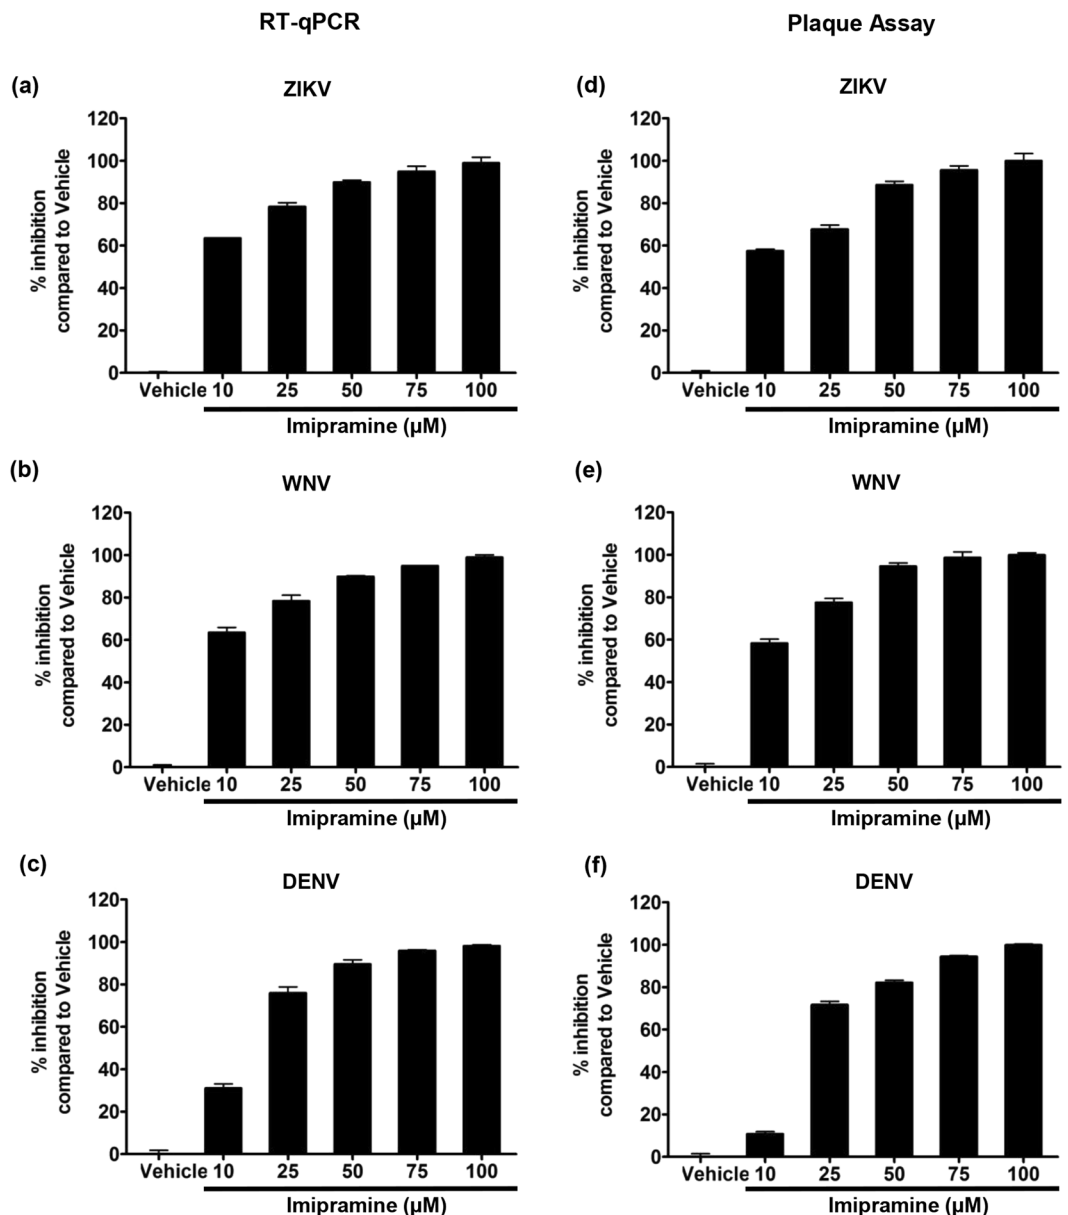 RT-qPCR
Plaque Assay
(a)
ZIKV
% inhibition
compared to Vehicle
120
100
80
60
40
20
0
Vehicle 10 25 50 75 100
Imipramine (µM)
(d)
ZIKV
% inhibition
compared to Vehicle
120
100
80
60
40
20
0
Vehicle 10 25 50 75 100
Imipramine (µM)
(b)
WNV
% inhibition
compared to Vehicle
120
100
80
60
40
20
0
Vehicle 10 25 50 75 100
Imipramine (µM)
(e)
WNV
% inhibition
compared to Vehicle
120
100
80
60
40
20
0
Vehicle 10 25 50 75 100
Imipramine (µM)
(c)
DENV
% inhibition
compared to Vehicle
120
100
80
60
40
20
0
Vehicle 10 25 50 75 100
Imipramine (µM)
(f)
DENV
% inhibition
compared to Vehicle
120
100
80
60
40
20
0
Vehicle 10 25 50 75 100
Imipramine (µM)